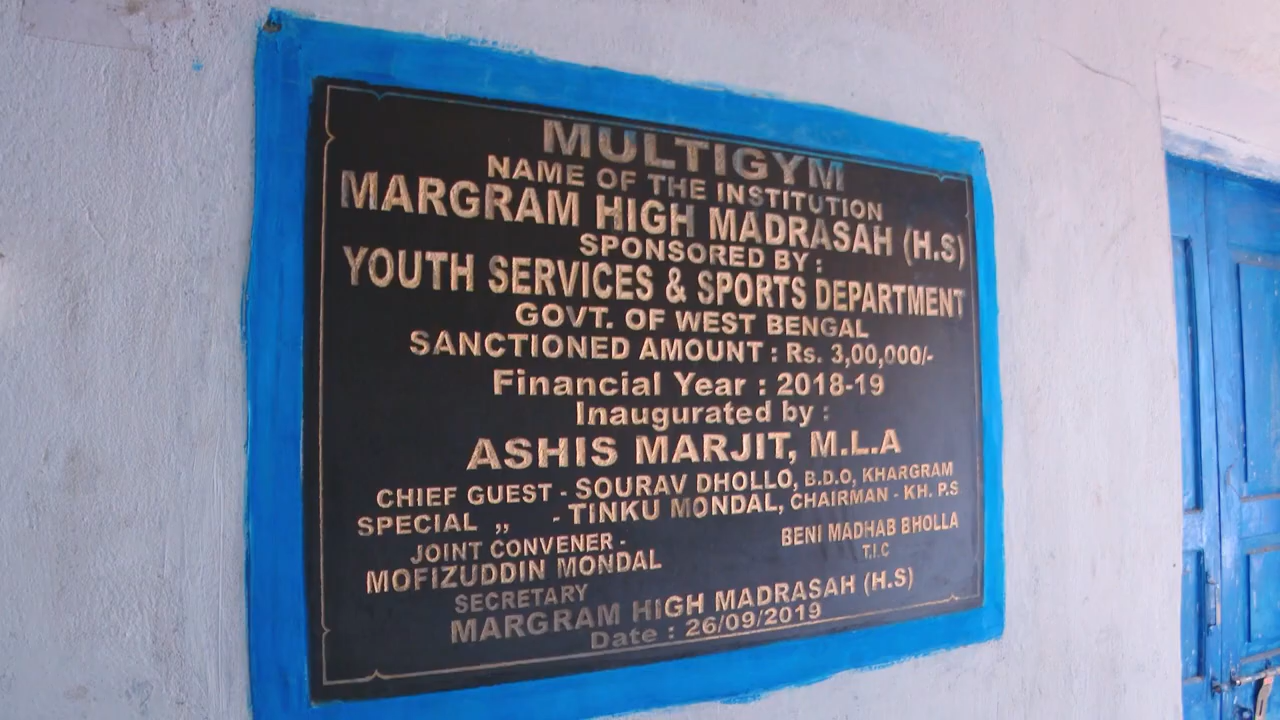 MULTIGYM
NAME OF THE INSTITUTION
MARGRAM HIGH MADRASAH (H.S)
SPONSORED BY :
YOUTH SERVICES & SPORTS DEPARTMENT
GOVT. OF WEST BENGAL
SANCTIONED AMOUNT : Rs. 3,00,000/-
Financial Year : 2018-19
Inaugurated by :
ASHIS MARJIT, M.L.A
CHIEF GUEST - SOURAV DHOLLO, B.D.O, KHARGRAM
SPECIAL ,, - TINKU MONDAL, CHAIRMAN - KH. P.S
JOINT CONVENER -
MOFIZUDDIN MONDAL
BENI MADHAB BHOLLA
T.I.C
SECRETARY
MARGRAM HIGH MADRASAH (H.S)
Date : 26/09/2019